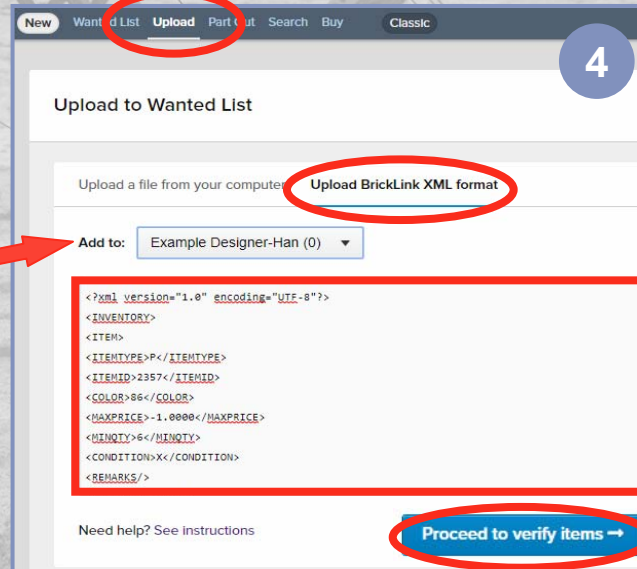 New Wanted List Upload Part Out Search Buy Classic
4
Upload to Wanted List
Upload a file from your computer Upload BrickLink XML format
Add to: Example Designer-Han (0)
<?xml version="1.0" encoding="UTF-8"?>
<INVENTORY>
<ITEM>
<ITEMTYPE>P</ITEMTYPE>
<ITEMID>2357</ITEMID>
<COLOR>86</COLOR>
<MAXPRICE>-1.0000</MAXPRICE>
<MINQTY>6</MINQTY>
<CONDITION>X</CONDITION>
<REMARKS/>
Need help? See instructions
Proceed to verify items →